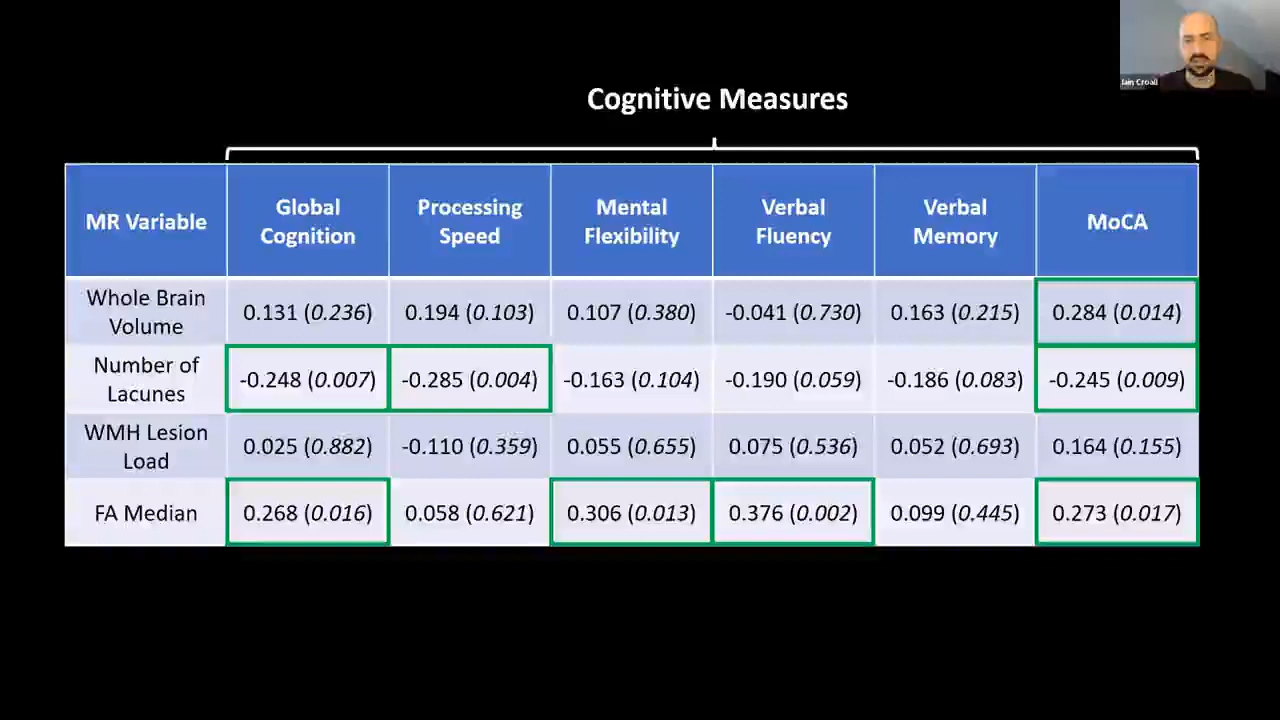 Iain Croall
Cognitive Measures
MR Variable
Global
Cognition
Processing
Speed
Mental
Flexibility
Verbal
Fluency
Verbal
Memory
MoCA
Whole Brain
Volume
0.131 (0.236)
0.194 (0.103)
0.107 (0.380)
-0.041 (0.730)
0.163 (0.215)
0.284 (0.014)
Number of
Lacunes
-0.248 (0.007)
-0.285 (0.004)
-0.163 (0.104)
-0.190 (0.059)
-0.186 (0.083)
-0.245 (0.009)
WMH Lesion
Load
0.025 (0.882)
-0.110 (0.359)
0.055 (0.655)
0.075 (0.536)
0.052 (0.693)
0.164 (0.155)
FA Median
0.268 (0.016)
0.058 (0.621)
0.306 (0.013)
0.376 (0.002)
0.099 (0.445)
0.273 (0.017)